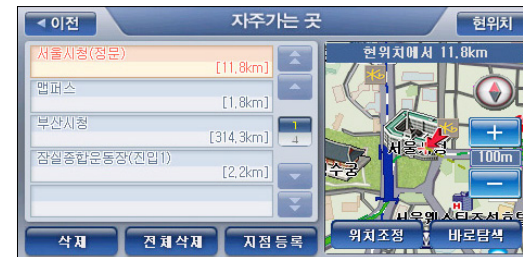 이전
자주가는 곳
현위치
서울시청(정문)
[11,8km]
맵퍼스
[1,8km]
부산시청
[314,3km]
잠실종합운동장(진입1)
[2,2km]
1
4
삭제
전체삭제
지점등록
현위치에서 11,8km
서울시청
수궁
100m
위치조정
바로탐색